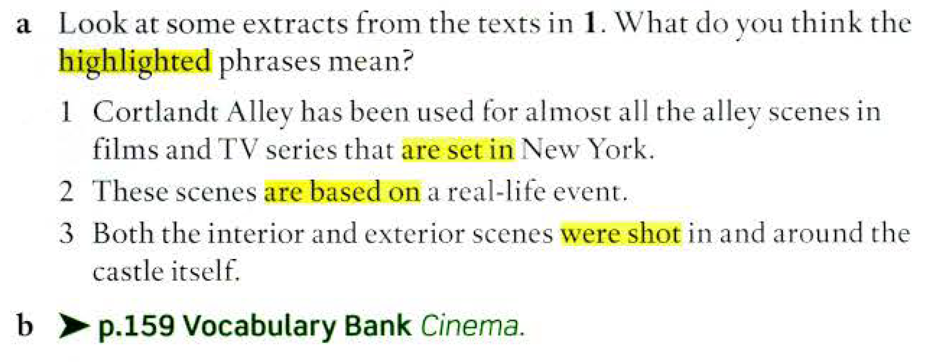 a Look at some extracts from the texts in 1. What do you think the
highlighted phrases mean?
1 Cortlandt Alley has been used for almost all the alley scenes in
films and TV series that are set in New York.
2 These scenes are based on a real-life event.
3 Both the interior and exterior scenes were shot in and around the
castle itself.
b ➤ p.159 Vocabulary Bank Cinema.